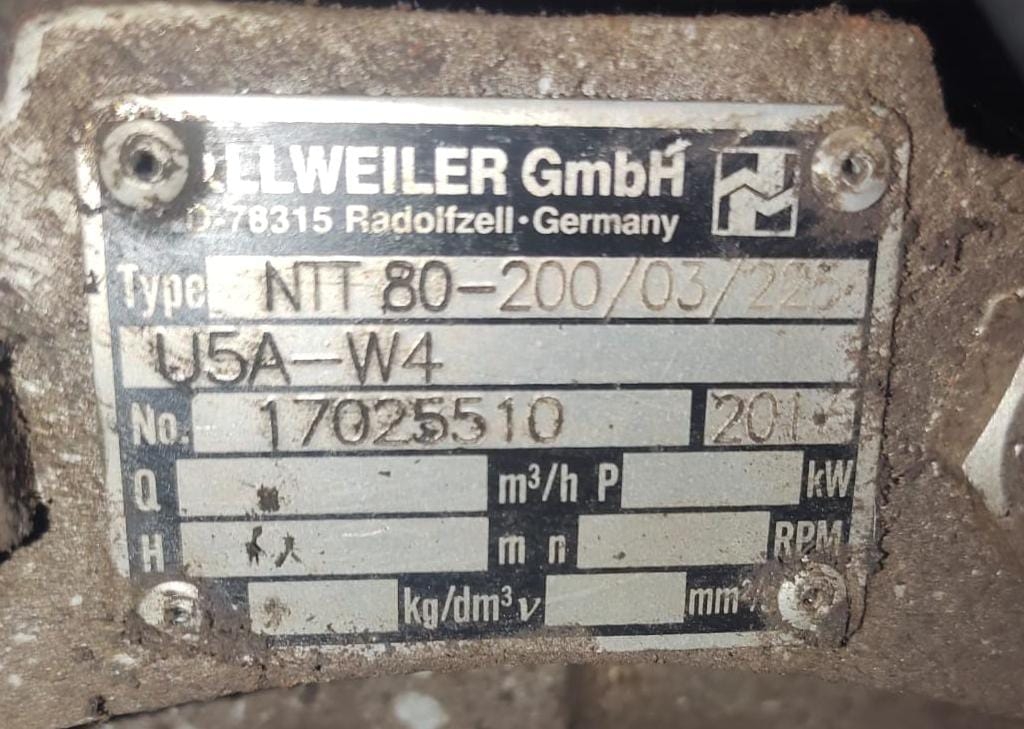 LLWEILER GmbH
D-78315 Radolfzell·Germany
Type NTT 80-200/03/225
U5A-W4
No. 17025510 201
Q m³/h P kW
H m n RPM
kg/dm³ ν mm²/